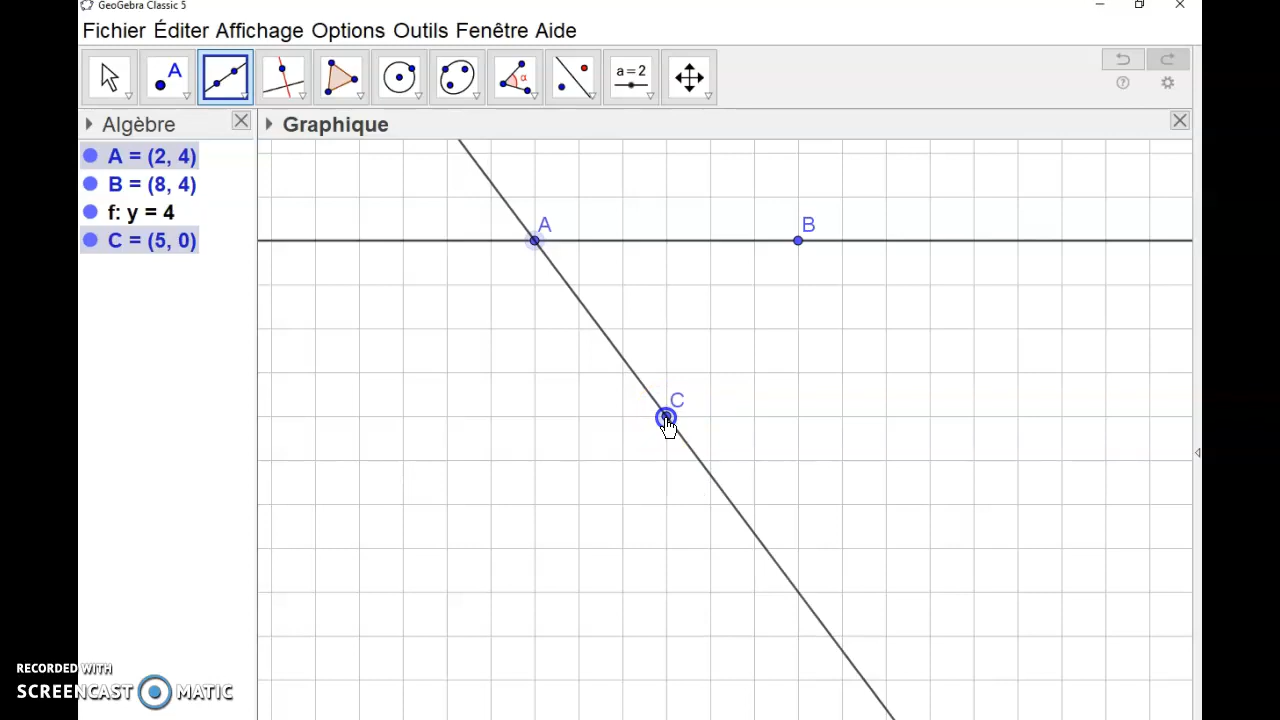 GeoGebra Classic 5
Fichier Éditer Affichage Options Outils Fenêtre Aide
A
α
a=2
Algèbre
Graphique
A = (2, 4)
B = (8, 4)
f: y = 4
C = (5, 0)
A
B
C
RECORDED WITH
SCREENCAST MATIC